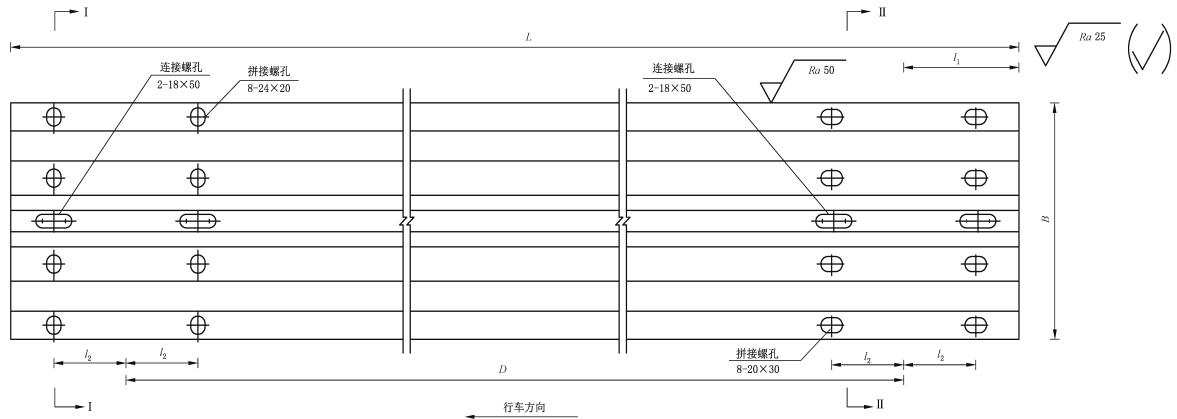 I
II
L
Ra 25
l₁
连接螺孔
2-18×50
拼接螺孔
8-24×20
连接螺孔
2-18×50
Ra 50
B
l₂
l₂
D
拼接螺孔
8-20×30
l₂
l₂
I
II
行车方向